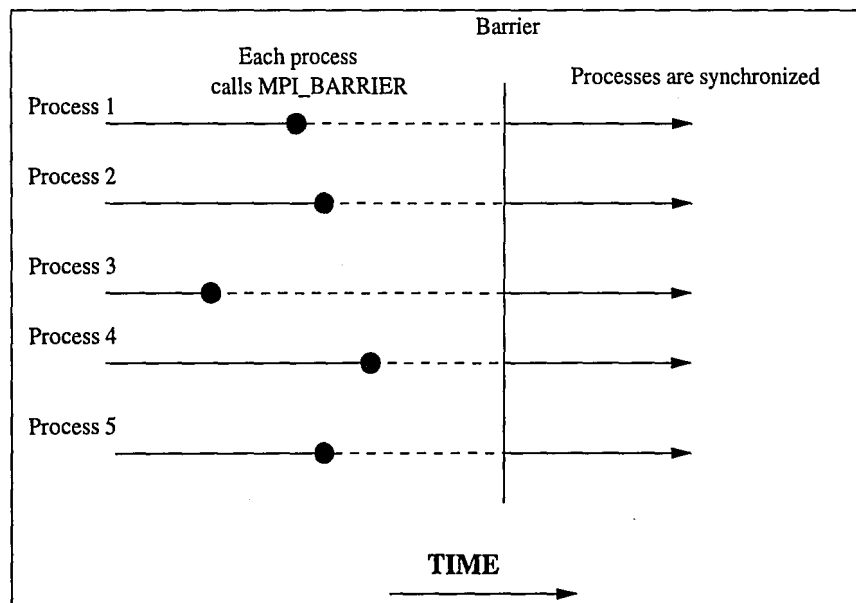 Barrier
Each process
calls MPI_BARRIER
Processes are synchronized
Process 1
Process 2
Process 3
Process 4
Process 5
TIME